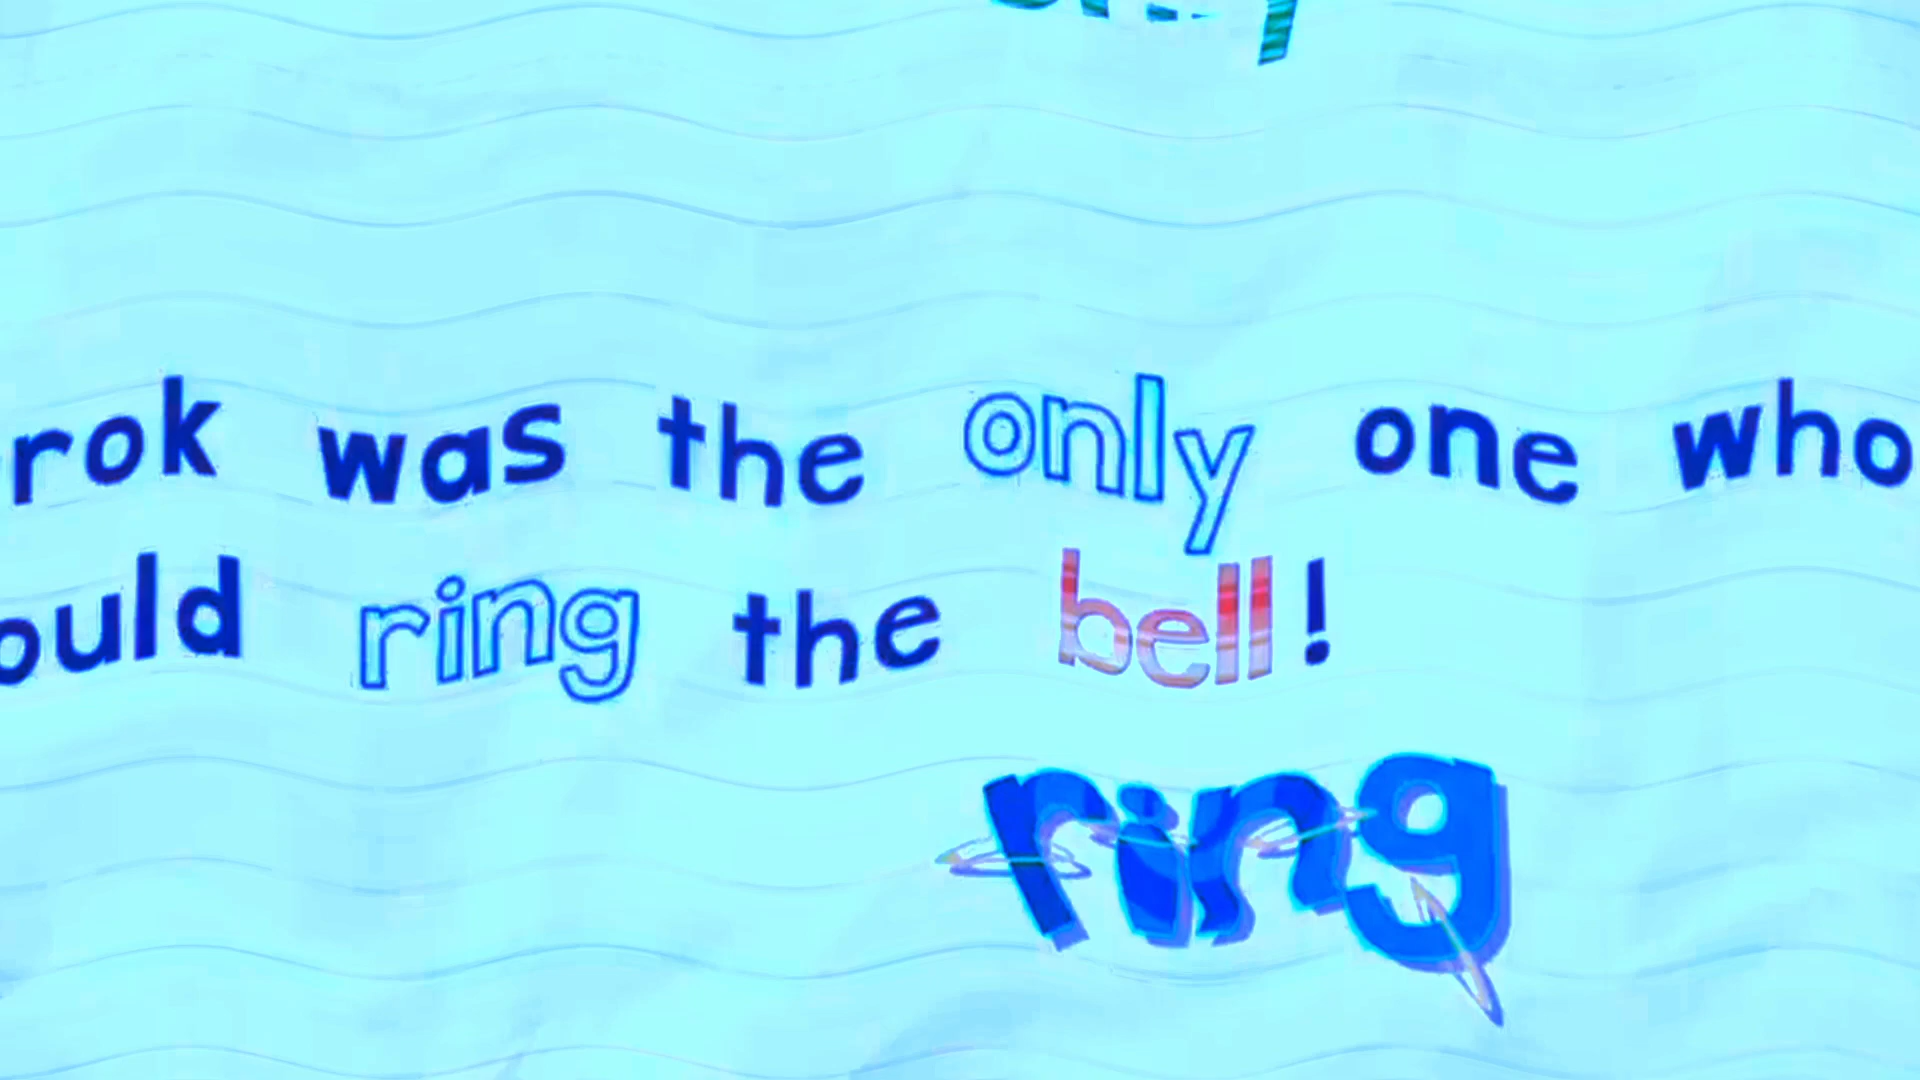 rok was the only one who
ould ring the bell!
ring